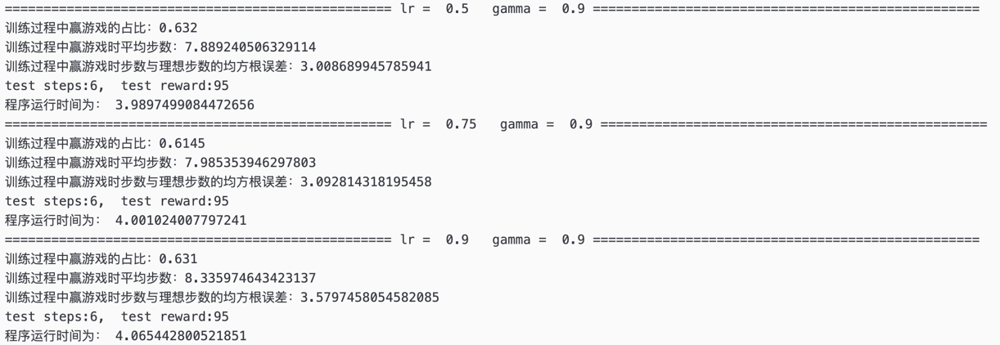 ================================================ lr =  0.5   gamma =  0.9 ================================================
训练过程中赢游戏的占比：0.632
训练过程中赢游戏时平均步数：7.889240506329114
训练过程中赢游戏时步数与理想步数的均方根误差：3.008689945785941
test steps:6,  test reward:95
程序运行时间为： 3.9897499084472656
================================================ lr =  0.75   gamma =  0.9 ================================================
训练过程中赢游戏的占比：0.6145
训练过程中赢游戏时平均步数：7.985353946297803
训练过程中赢游戏时步数与理想步数的均方根误差：3.092814318195458
test steps:6,  test reward:95
程序运行时间为： 4.001024007797241
================================================ lr =  0.9   gamma =  0.9 ================================================
训练过程中赢游戏的占比：0.631
训练过程中赢游戏时平均步数：8.335974643423137
训练过程中赢游戏时步数与理想步数的均方根误差：3.5797458054582085
test steps:6,  test reward:95
程序运行时间为： 4.065442800521851